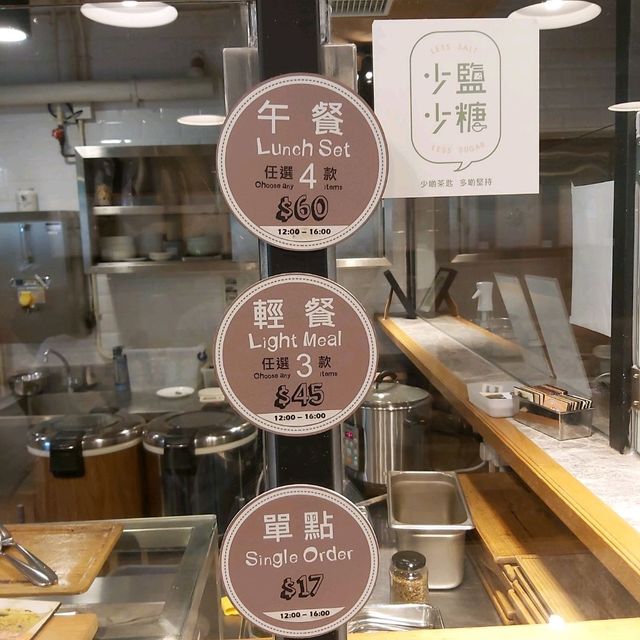 午餐
Lunch Set
任選 4 款
Choose any items
$60
12:00 – 16:00
LESS SALT
少鹽
少糖
LESS SUGAR
少啲茶匙 多啲堅持
輕餐
Light Meal
任選 3 款
Choose any items
$45
12:00 – 16:00
單點
Single Order
$17
12:00 – 16:00